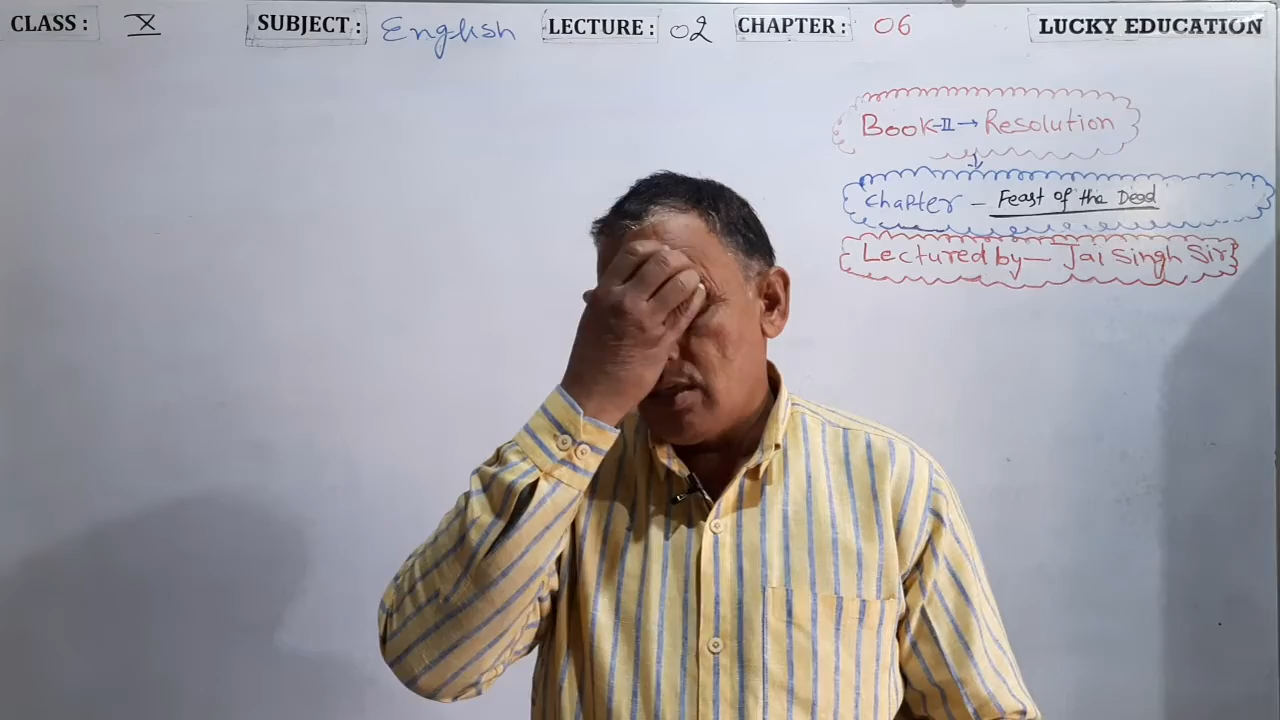 CLASS : X SUBJECT : English LECTURE : 02 CHAPTER : 06 LUCKY EDUCATION
Book-II → Resolution
Chapter - Feast of the Dead
Lectured by - Jai Singh Sir